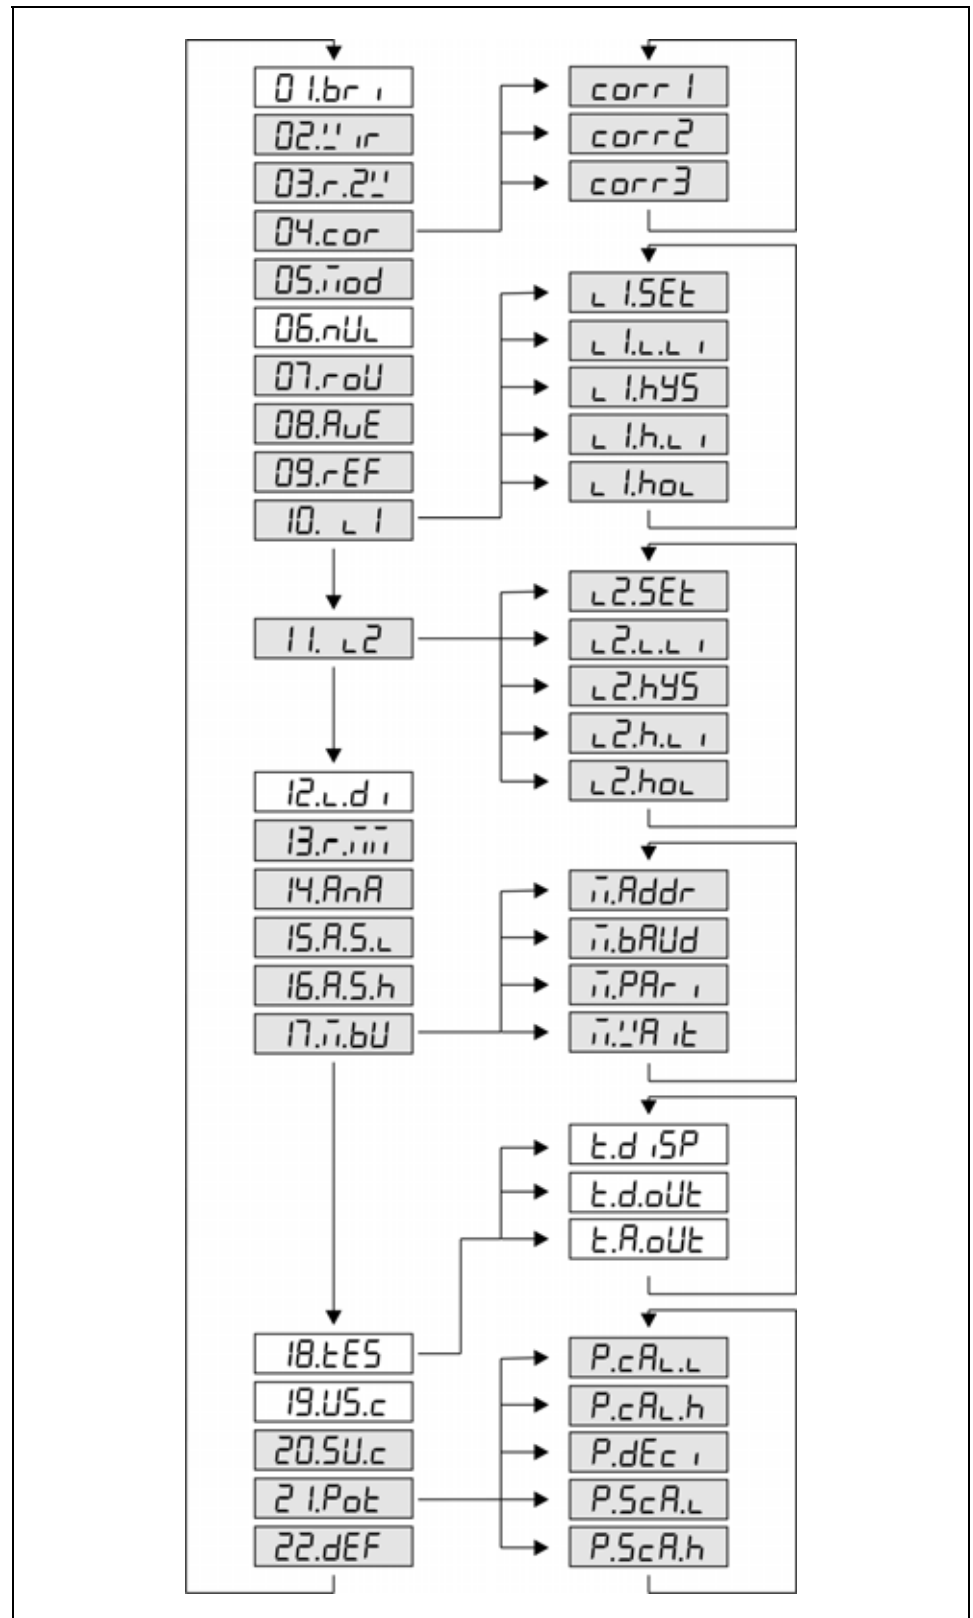 01.bri
02.Wir
03.r.2W
04.cor
05.Mod
06.nUL
07.roU
08.AvE
09.rEF
10. L1
11. L2
12.L.di
13.r.MM
14.AnA
15.A.S.L
16.A.S.h
17.M.bU
18.tES
19.US.c
20.SU.c
21.Pot
22.dEF
corr1
corr2
corr3
L1.SEt
L1.L.Li
L1.hYS
L1.h.Li
L1.hoL
L2.SEt
L2.L.Li
L2.hYS
L2.h.Li
L2.hoL
M.Addr
M.bAUd
M.PAri
M.WAit
t.diSP
t.d.oUt
t.A.oUt
P.cAL.L
P.cAL.h
P.dEci
P.ScA.L
P.ScA.h